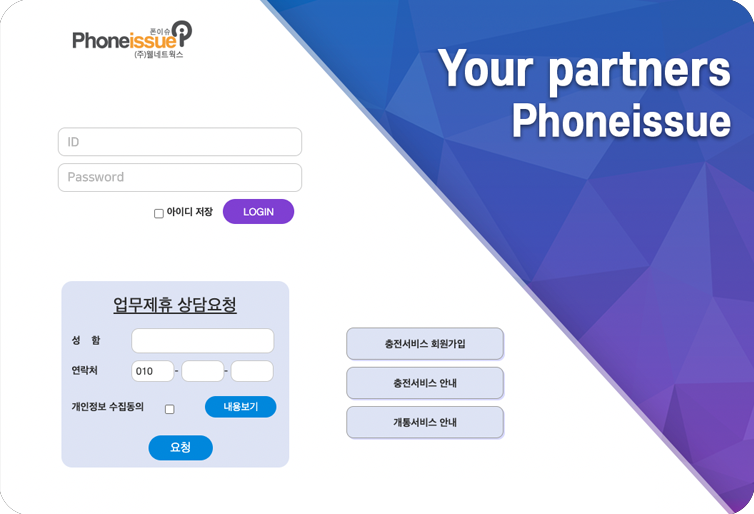 폰이슈
Phoneissue
(주)웰네트웍스
Your partners
Phoneissue
ID
Password
아이디 저장
LOGIN
업무제휴 상담요청
성 함
연락처
010
-
-
개인정보 수집동의
내용보기
요청
충전서비스 회원가입
충전서비스 안내
개통서비스 안내